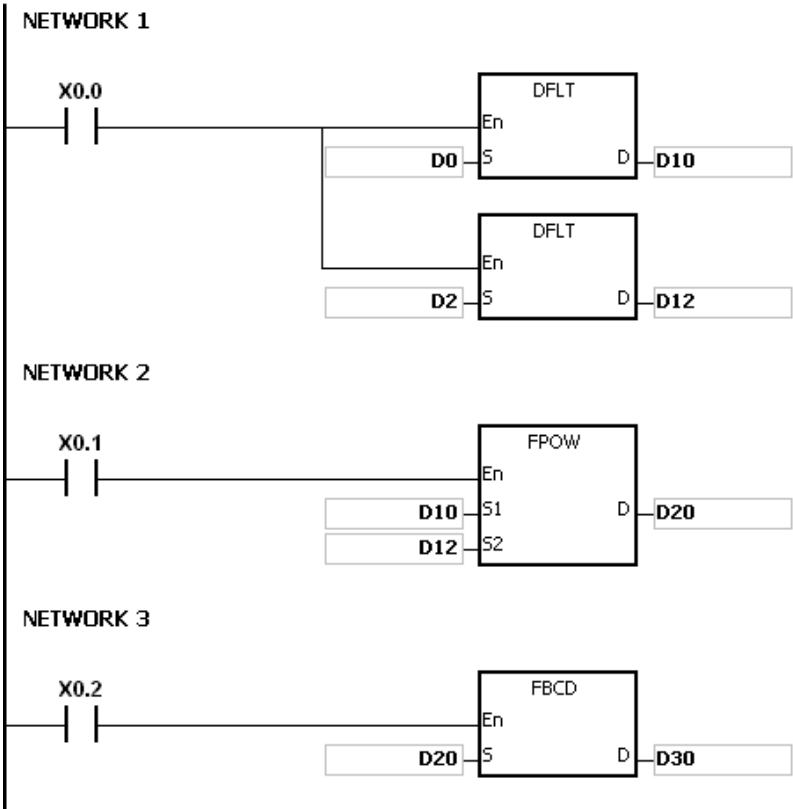 NETWORK 1
X0.0
DFLT
En
D0 S D D10
DFLT
En
D2 S D D12
NETWORK 2
X0.1
FPOW
En
D10 S1 D D20
D12 S2
NETWORK 3
X0.2
FBCD
En
D20 S D D30